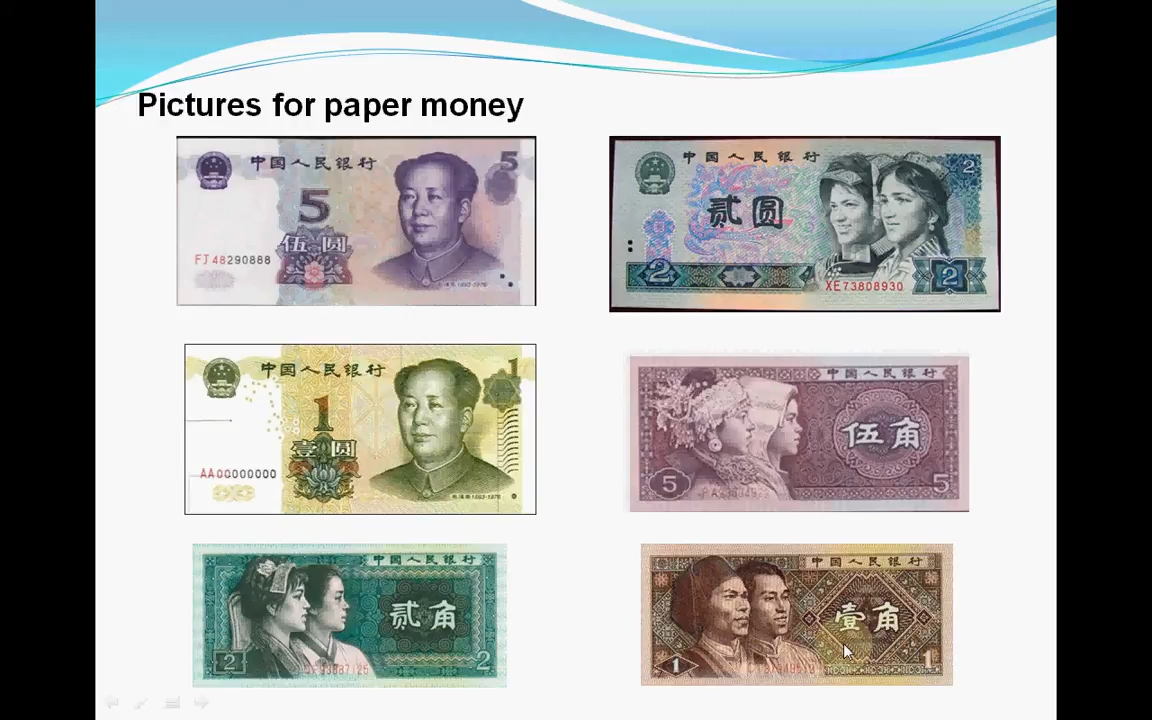 Pictures for paper money
中国人民银行
5
5
伍圆
FJ48290888
中国人民银行
2
贰圆
2
2
XE73808930
中国人民银行
1
1
壹圆
AA00000000
中国人民银行
伍角
5
5
中国人民银行
贰角
2
2
中国人民银行
壹角
1
1